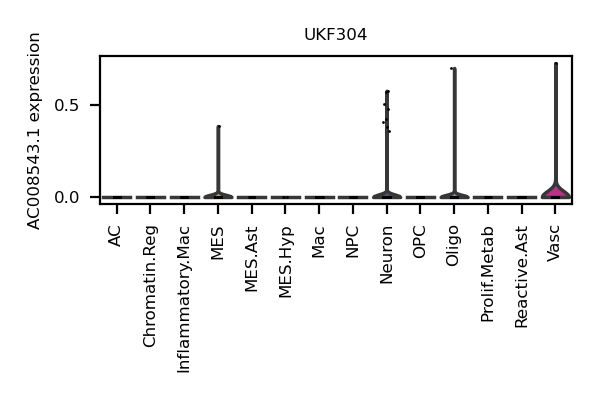 UKF304
AC008543.1 expression
0.5
0.0
AC
Chromatin.Reg
Inflammatory.Mac
MES
MES.Ast
MES.Hyp
Mac
NPC
Neuron
OPC
Oligo
Prolif.Metab
Reactive.Ast
Vasc